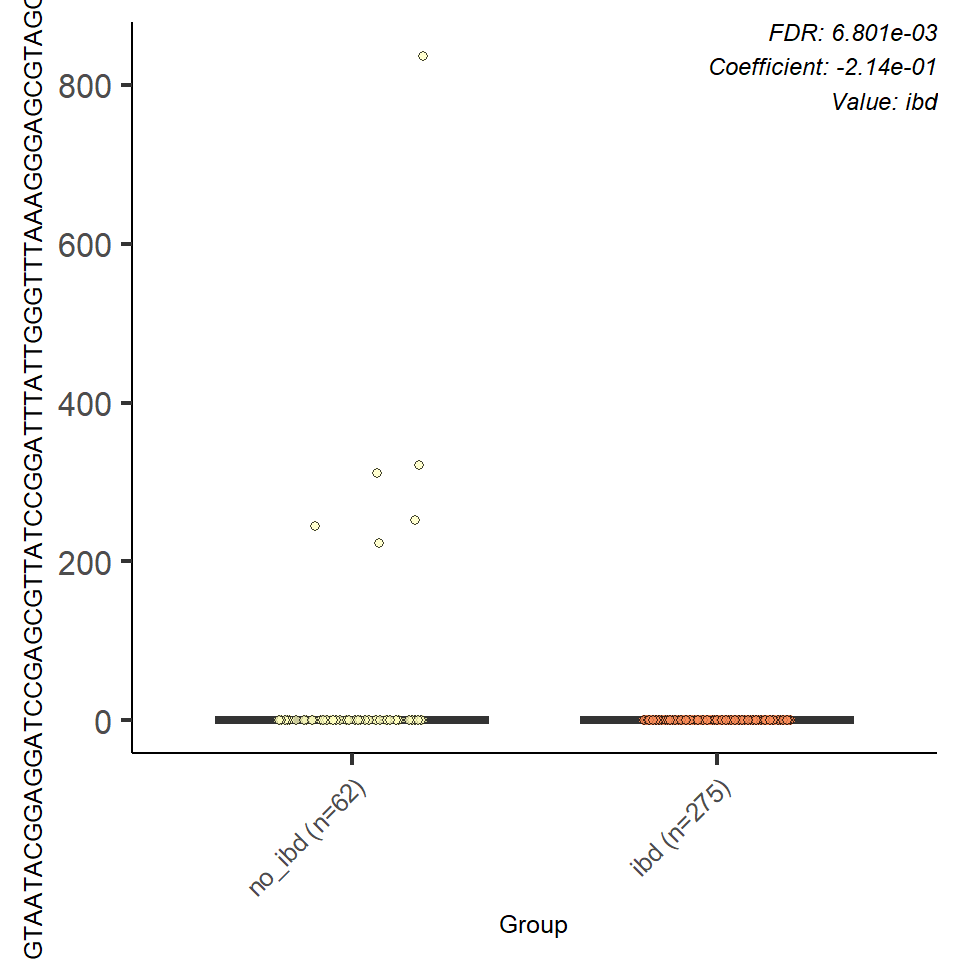 FDR: 6.801e-03
Coefficient: -2.14e-01
Value: ibd
800
600
400
200
0
GTAATACGGAGGATCCGAGCGTTATCCGGATTTATTGGGTTTAAAGGGAGCGTAGG
no_ibd (n=62)
ibd (n=275)
Group